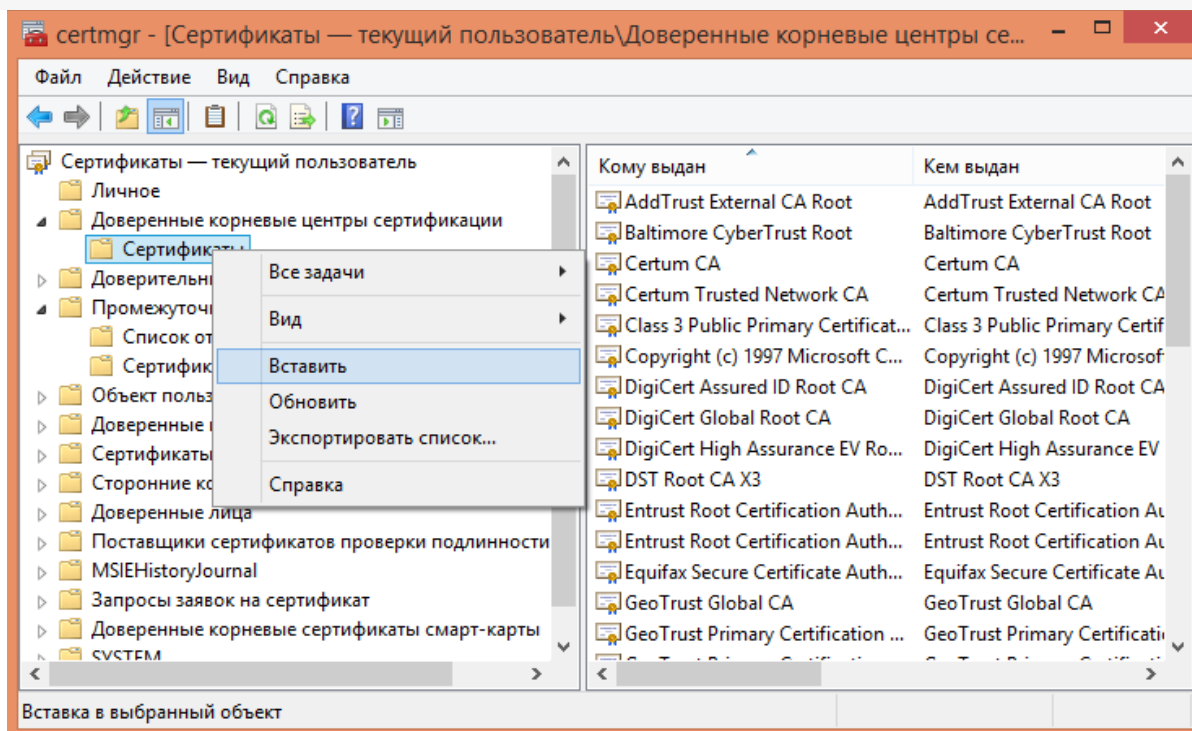 certmgr - [Сертификаты — текущий пользователь\Доверенные корневые центры се...
Файл Действие Вид Справка
Сертификаты — текущий пользователь
Личное
Доверенные корневые центры сертификации
Сертификаты
Доверительн
Промежуточ
Список от
Сертифик
Объект польз
Доверенные
Сертификаты
Сторонние ко
Доверенные лица
Поставщики сертификатов проверки подлинности
MSIEHistoryJournal
Запросы заявок на сертификат
Доверенные корневые сертификаты смарт-карты
SYSTEM
Все задачи
Вид
Вставить
Обновить
Экспортировать список...
Справка
Кому выдан Кем выдан
AddTrust External CA Root AddTrust External CA Root
Baltimore CyberTrust Root Baltimore CyberTrust Root
Certum CA Certum CA
Certum Trusted Network CA Certum Trusted Network CA
Class 3 Public Primary Certificat... Class 3 Public Primary Certif
Copyright (c) 1997 Microsoft C... Copyright (c) 1997 Microsof
DigiCert Assured ID Root CA DigiCert Assured ID Root CA
DigiCert Global Root CA DigiCert Global Root CA
DigiCert High Assurance EV Ro... DigiCert High Assurance EV
DST Root CA X3 DST Root CA X3
Entrust Root Certification Auth... Entrust Root Certification Au
Entrust Root Certification Auth... Entrust Root Certification Au
Equifax Secure Certificate Auth... Equifax Secure Certificate Au
GeoTrust Global CA GeoTrust Global CA
GeoTrust Primary Certification ... GeoTrust Primary Certificati
Вставка в выбранный объект